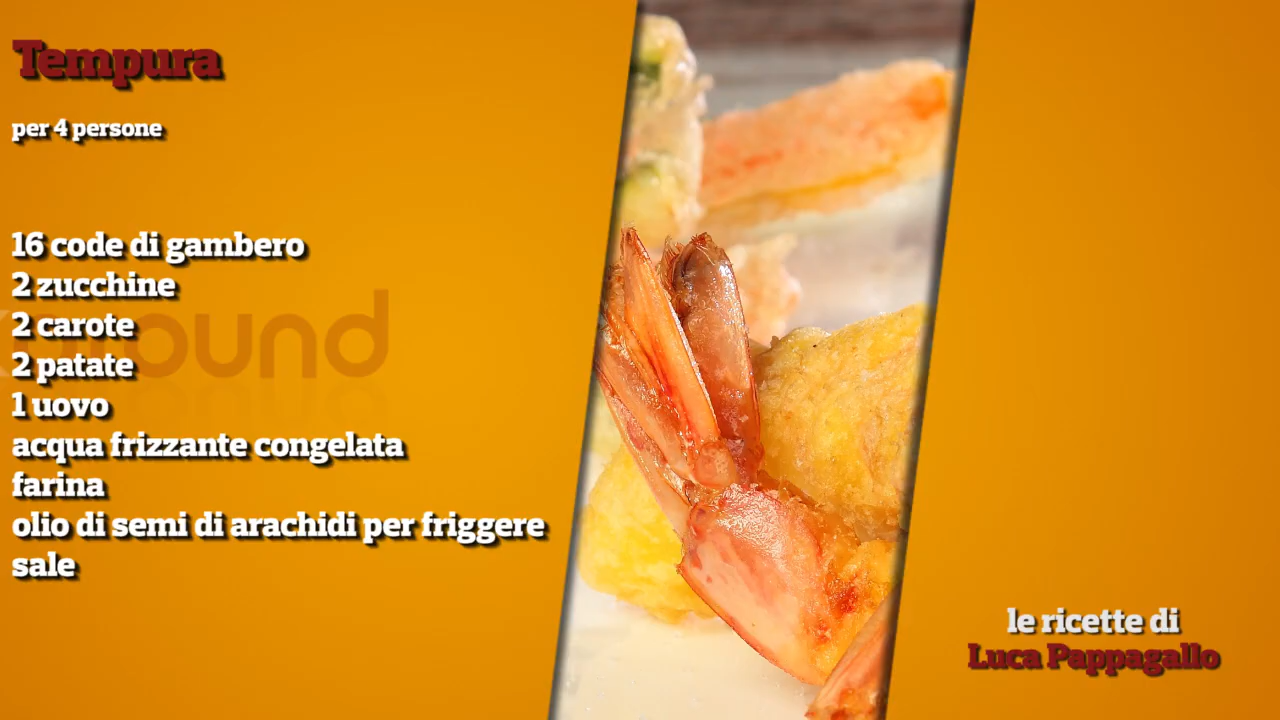 Tempura
per 4 persone
16 code di gambero
2 zucchine
2 carote
2 patate
1 uovo
acqua frizzante congelata
farina
olio di semi di arachidi per friggere
sale
le ricette di
Luca Pappagallo